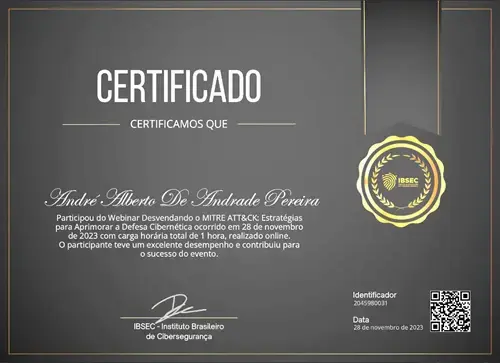 CERTIFICADO
CERTIFICAMOS QUE
IBSEC
André Alberto De Andrade Pereira
Participou do Webinar Desvendando o MITRE ATT&CK: Estratégias
para Aprimorar a Defesa Cibernética ocorrido em 28 de novembro
de 2023 com carga horária total de 1 hora, realizado online.
O participante teve um excelente desempenho e contribuiu para
o sucesso do evento.
IBSEC - Instituto Brasileiro
de Cibersegurança
Identificador
2045980031
Data
28 de novembro de 2023